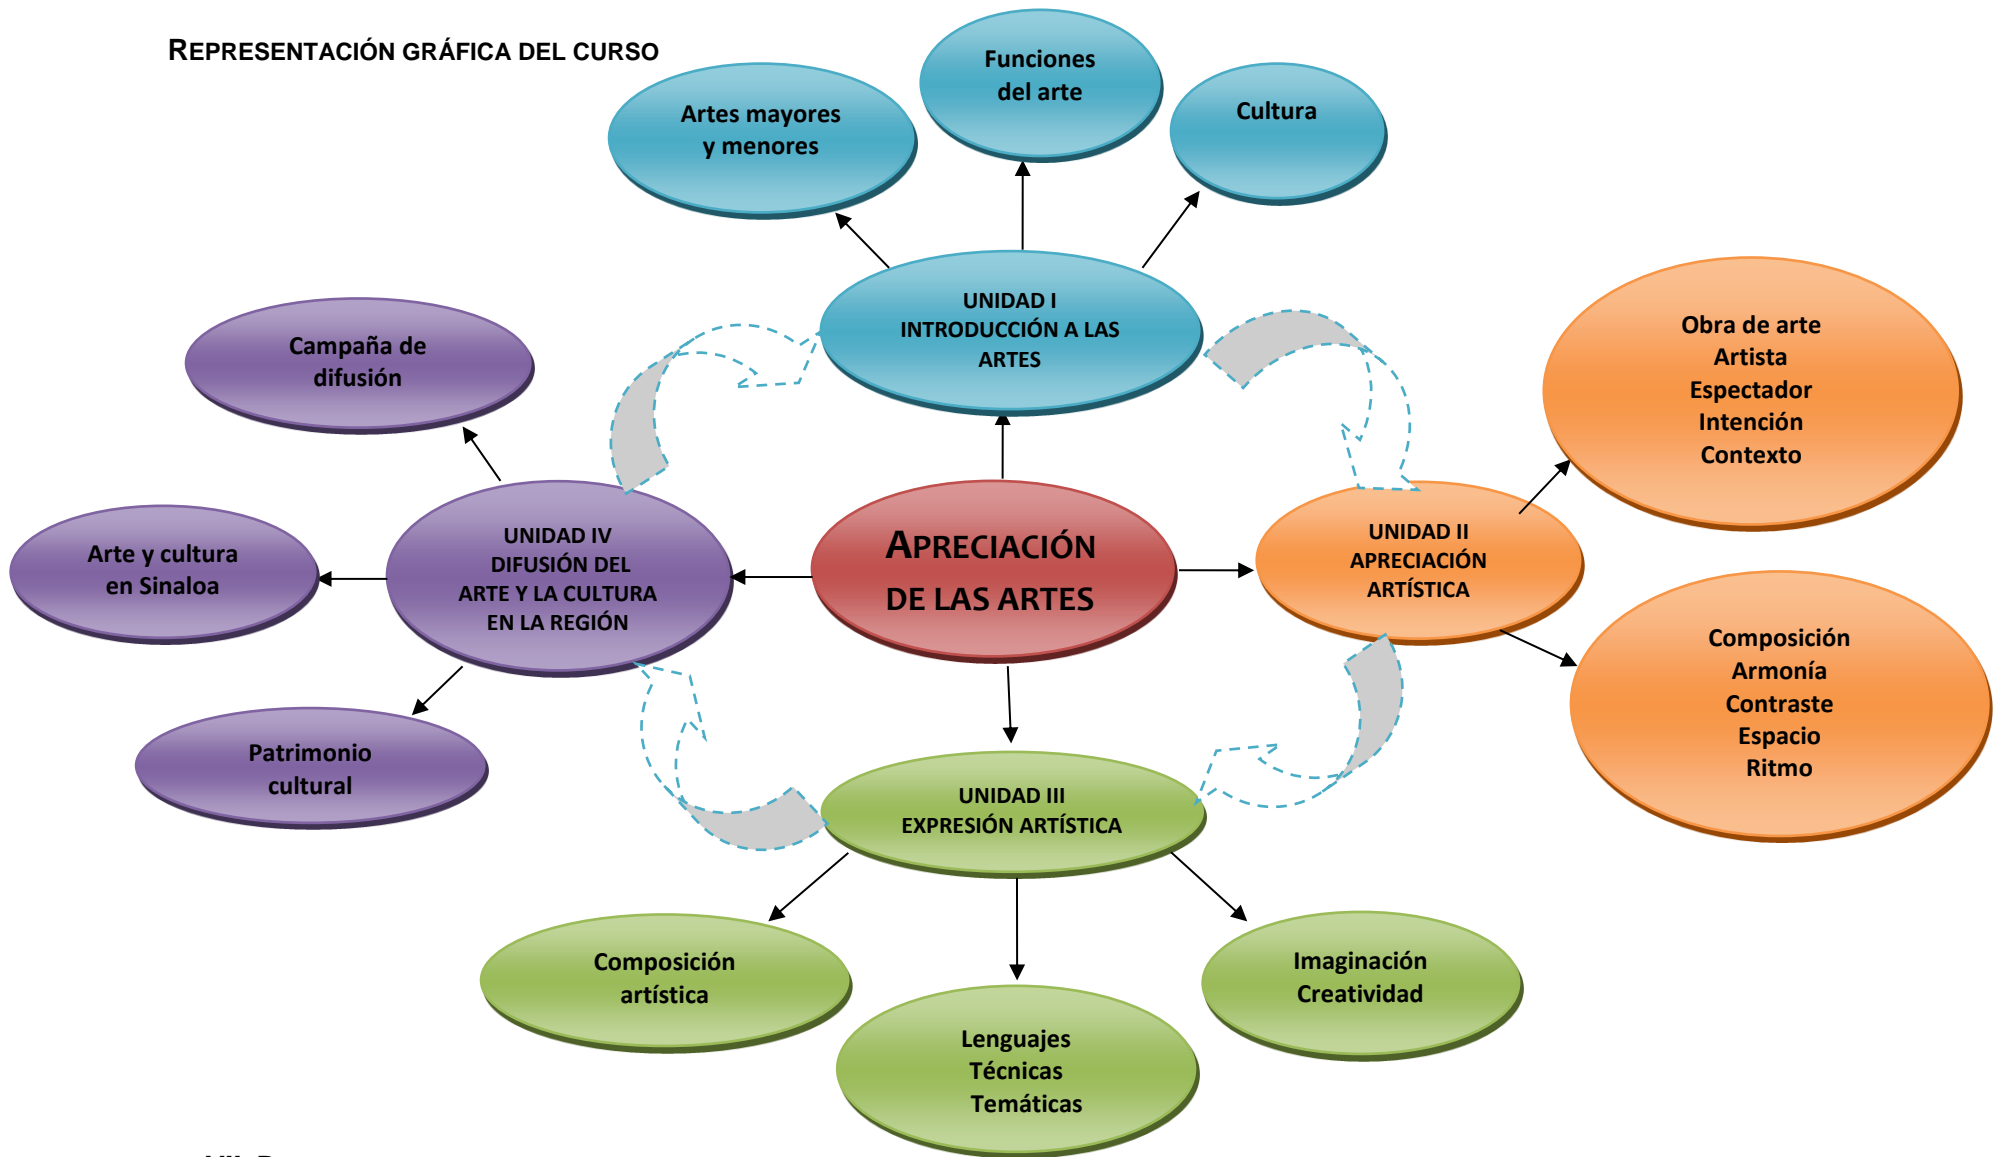 REPRESENTACIÓN GRÁFICA DEL CURSO
Funciones
del arte
Artes mayores
y menores
Cultura
UNIDAD I
INTRODUCCIÓN A LAS
ARTES
Campaña de
difusión
Obra de arte
Artista
Espectador
Intención
Contexto
Arte y cultura
en Sinaloa
UNIDAD IV
DIFUSIÓN DEL
ARTE Y LA CULTURA
EN LA REGIÓN
APRECIACIÓN
DE LAS ARTES
UNIDAD II
APRECIACIÓN
ARTÍSTICA
Composición
Armonía
Contraste
Espacio
Ritmo
Patrimonio
cultural
UNIDAD III
EXPRESIÓN ARTÍSTICA
Composición
artística
Lenguajes
Técnicas
Temáticas
Imaginación
Creatividad